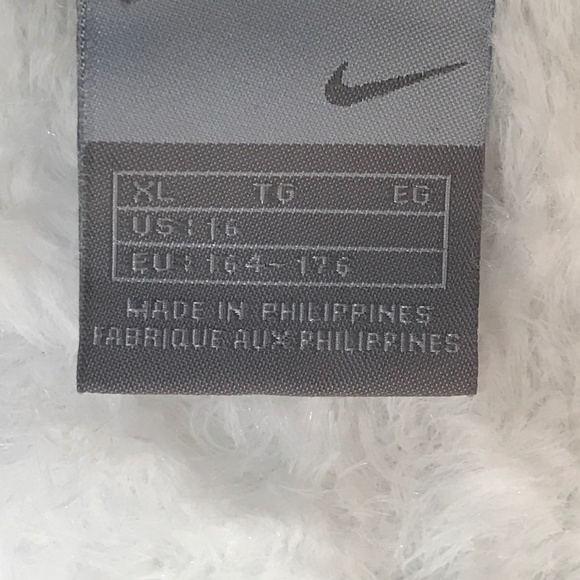 XL TG EG
US: 16
EU: 164-176
MADE IN PHILIPPINES
FABRIQUE AUX PHILIPPINES